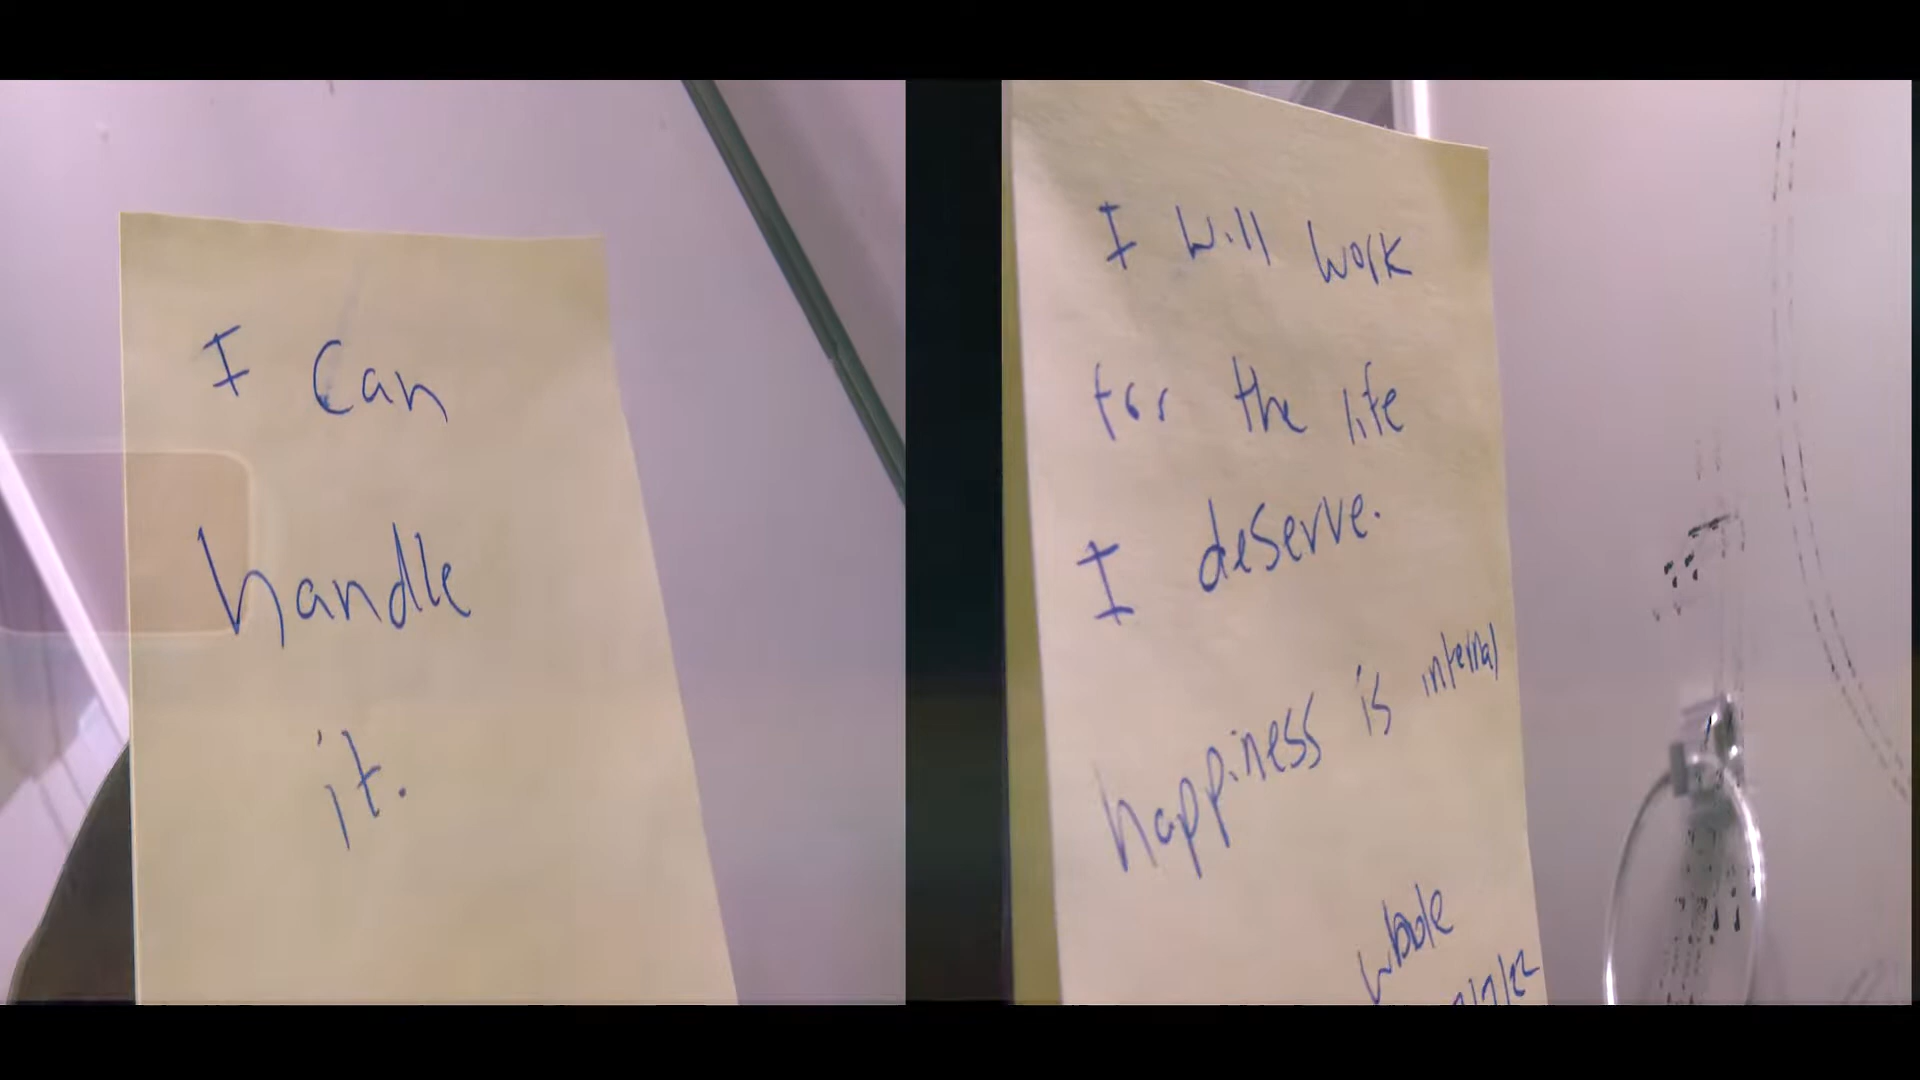 I Can
handle
it.
I will work
for the life
I deserve.
happiness is internal
whole